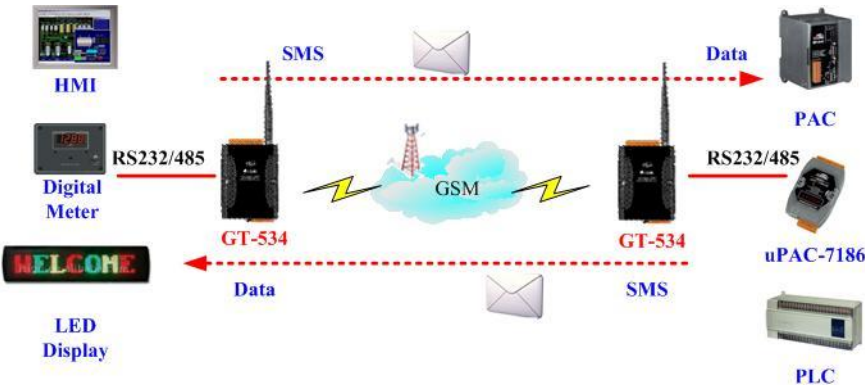 SMS
Data
HMI
PAC
RS232/485
RS232/485
Digital
Meter
GSM
GT-534
GT-534
uPAC-7186
WELCOME
Data
SMS
LED
Display
PLC